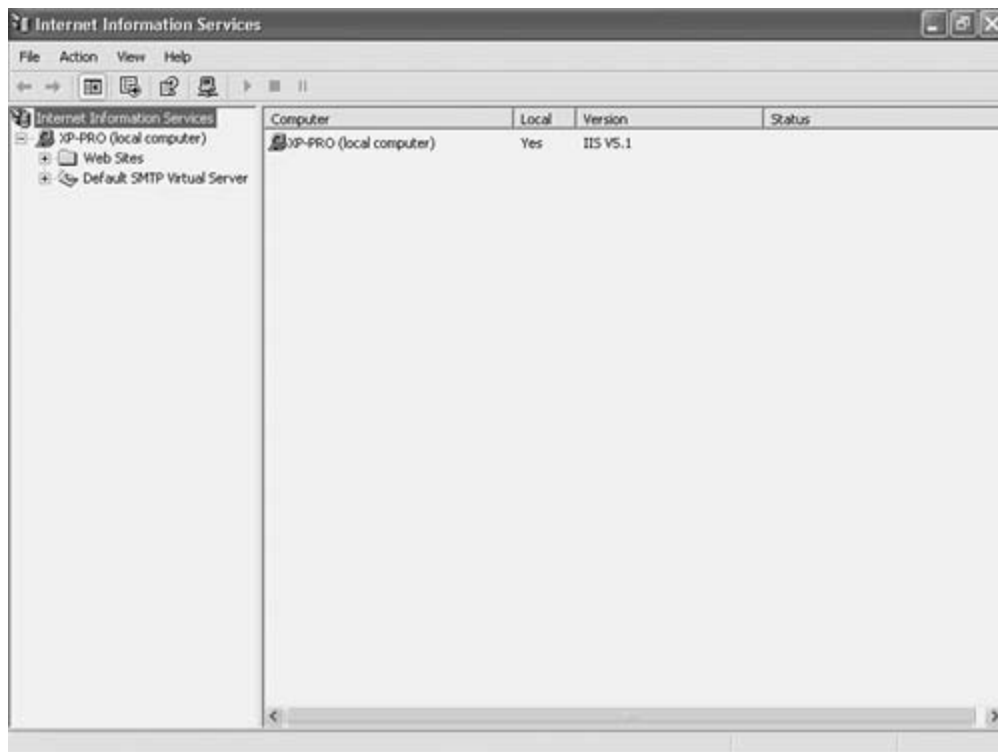 Internet Information Services
File Action View Help
Internet Information Services
XP-PRO (local computer)
Web Sites
Default SMTP Virtual Server
Computer Local Version Status
XP-PRO (local computer) Yes IIS V5.1